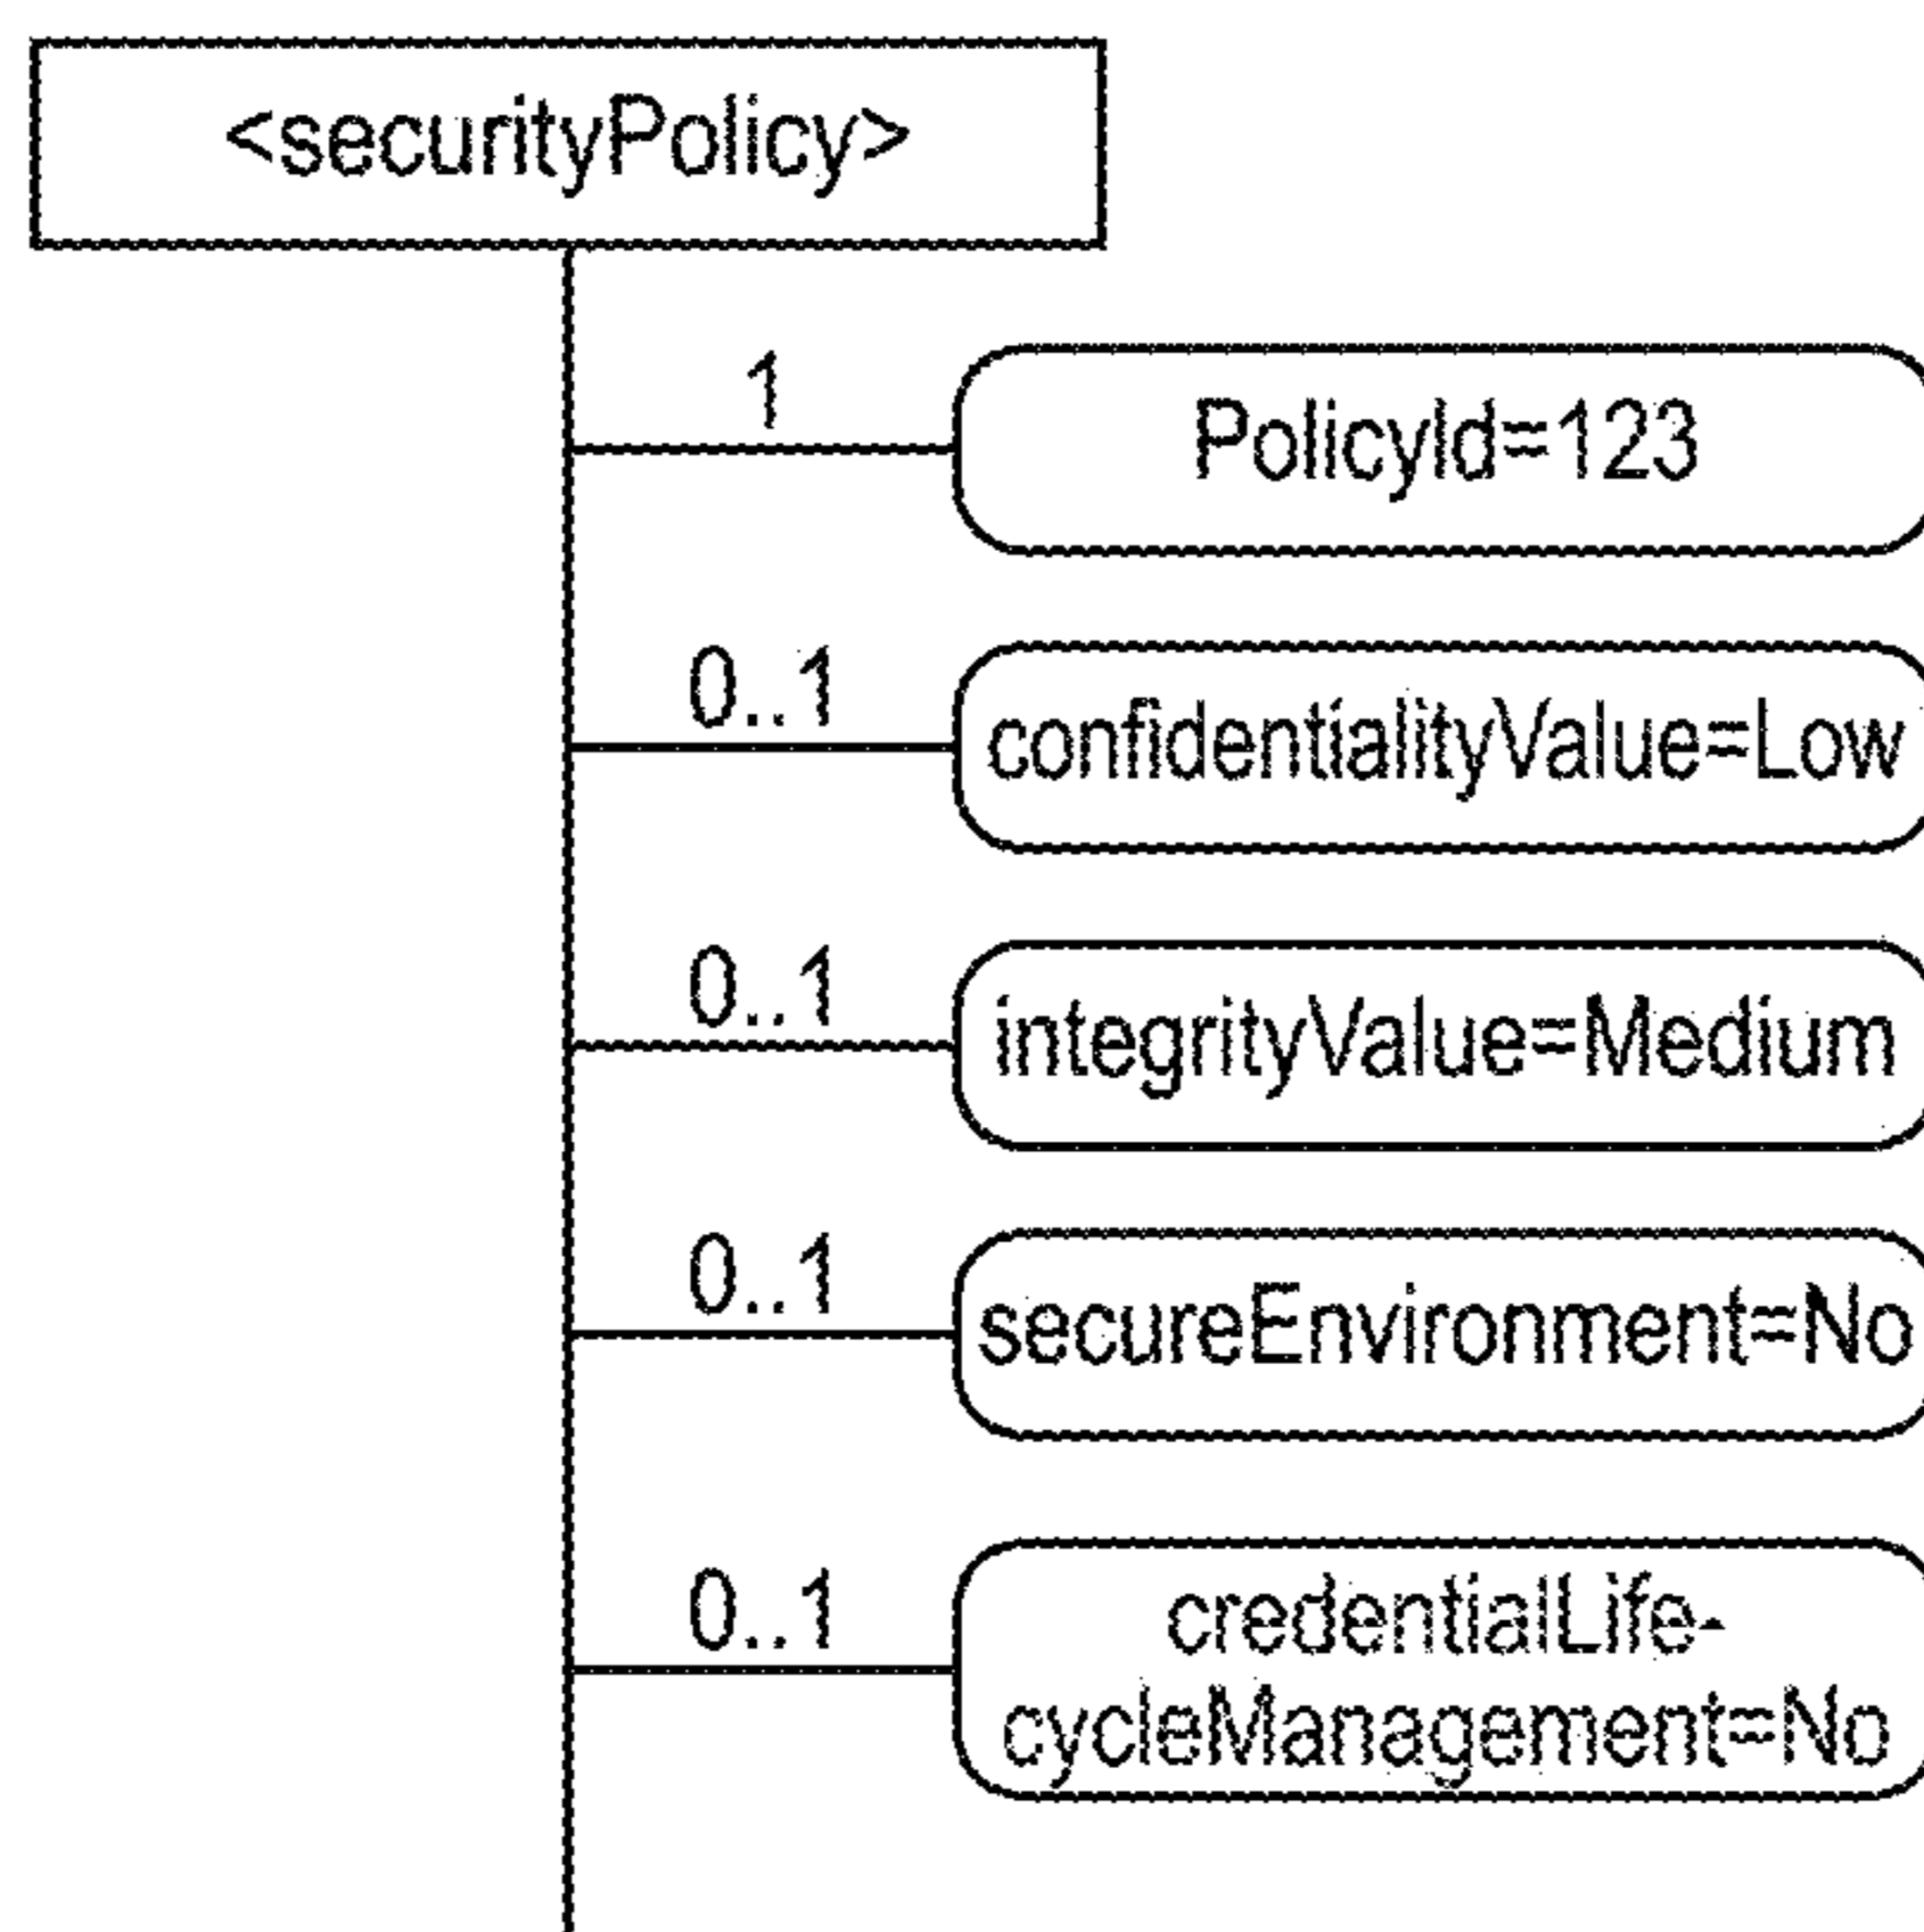 <securityPolicy>
1
PolicyId=123
0..1
confidentialityValue=Low
0..1
integrityValue=Medium
0..1
secureEnvironment=No
0..1
credentialLife-
cycleManagement=No